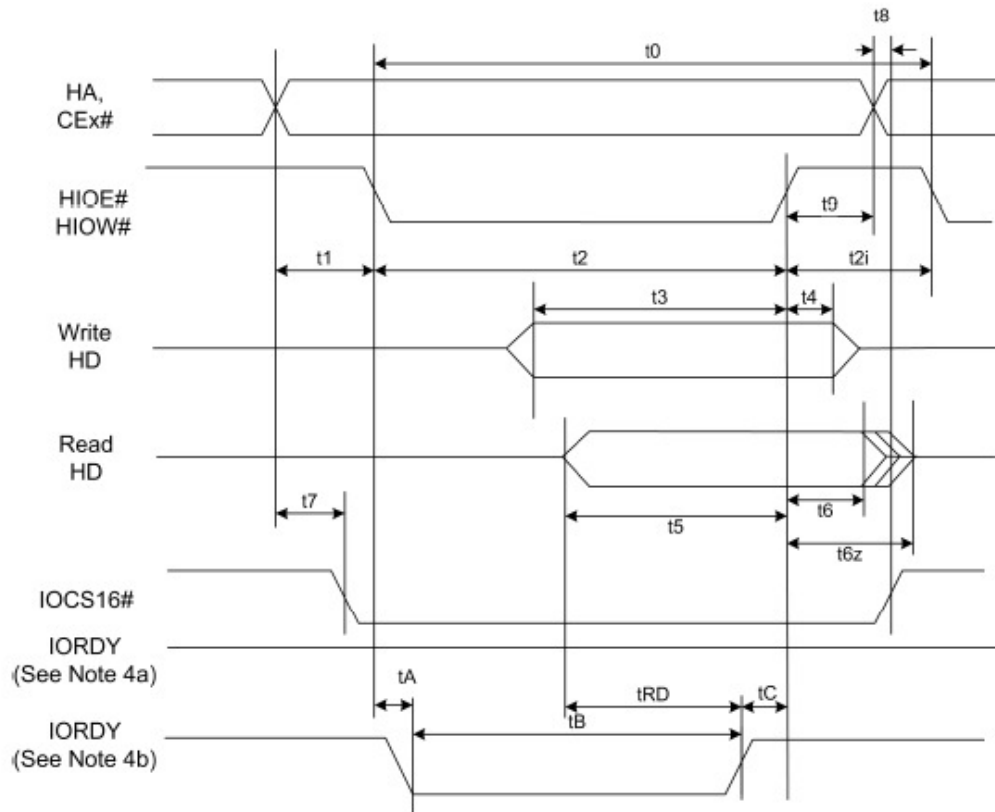 t8
t0
HA,
CEx#
HIOE#
HIOW#
t9
t1
t2
t2i
t3
t4
Write
HD
Read
HD
t7
t6
t5
t6z
IOCS16#
IORDY
(See Note 4a)
tA
tRD
tC
tB
IORDY
(See Note 4b)